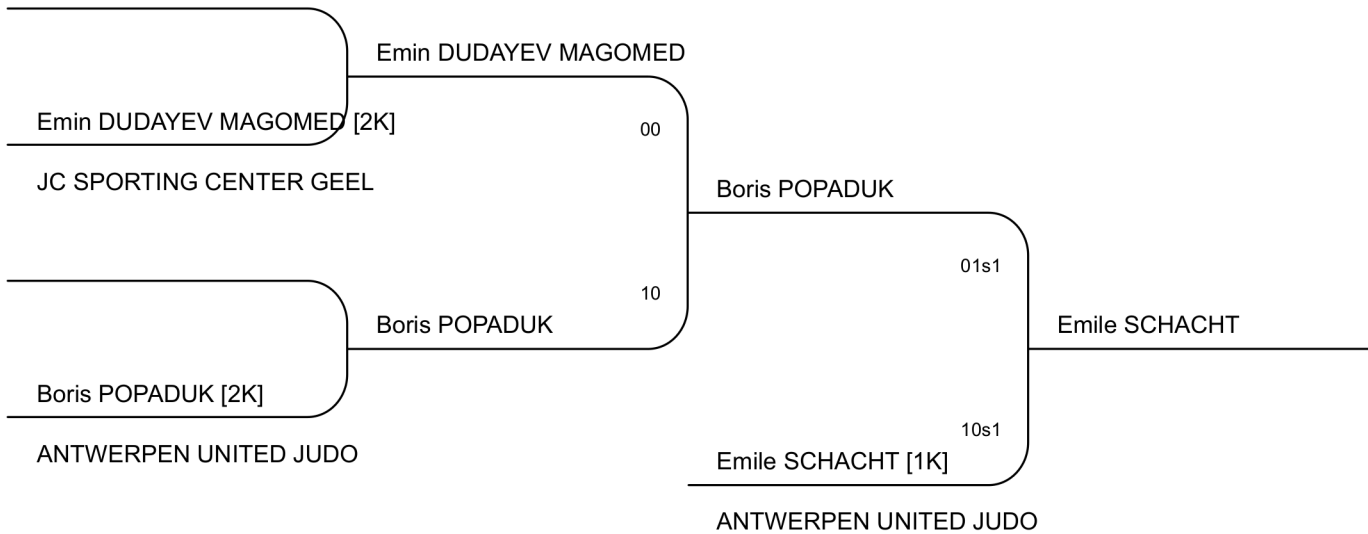 Emin DUDAYEV MAGOMED
Emin DUDAYEV MAGOMED [2K]
00
JC SPORTING CENTER GEEL
Boris POPADUK
01s1
10
Boris POPADUK
Emile SCHACHT
Boris POPADUK [2K]
10s1
ANTWERPEN UNITED JUDO
Emile SCHACHT [1K]
ANTWERPEN UNITED JUDO